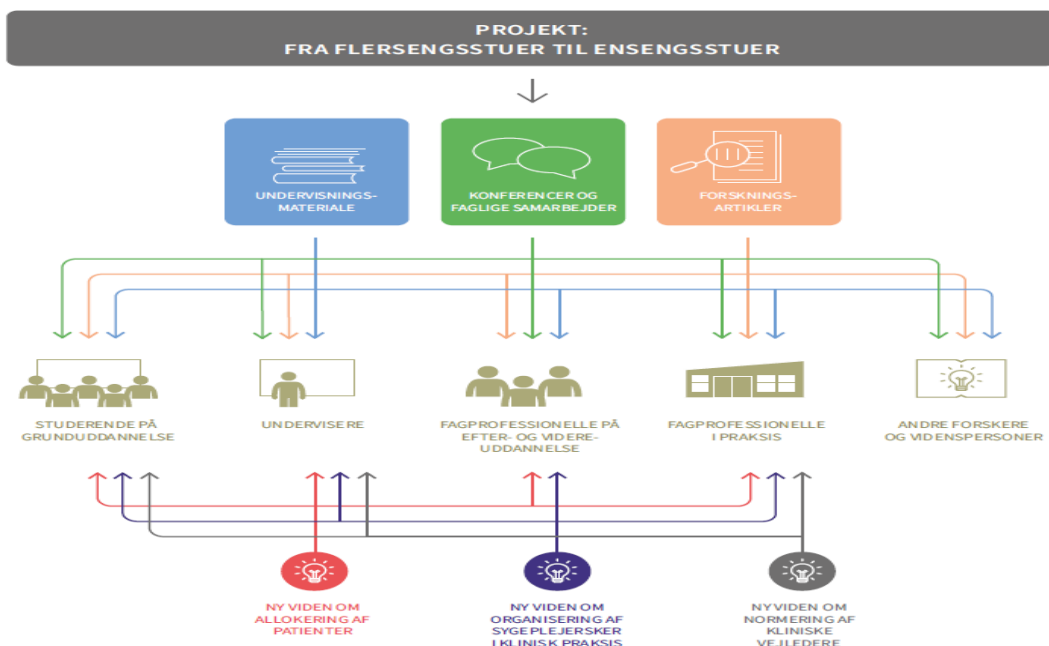 PROJEKT:
FRA FLERSENGSSTUER TIL ENSENGSSTUER
UNDERVISNINGS-
MATERIALE
KONFERENCER OG
FAGLIGE SAMARBEJDER
FORSKNINGS-
ARTIKLER
STUDERENDE PÅ
GRUNDUDDANNELSE
UNDERVISERE
FAGPROFESSIONELLE PÅ
EFTER- OG VIDERE-
UDDANNELSE
FAGPROFESSIONELLE
I PRAKSIS
ANDRE FORSKERE
OG VIDENSPERSONER
NY VIDEN OM
ALLOKERING AF
PATIENTER
NY VIDEN OM
ORGANISERING AF
SYGEPLEJERSKER
I KLINISK PRAKSIS
NY VIDEN OM
NORMERING AF
KLINISKE
VEJLEDERE